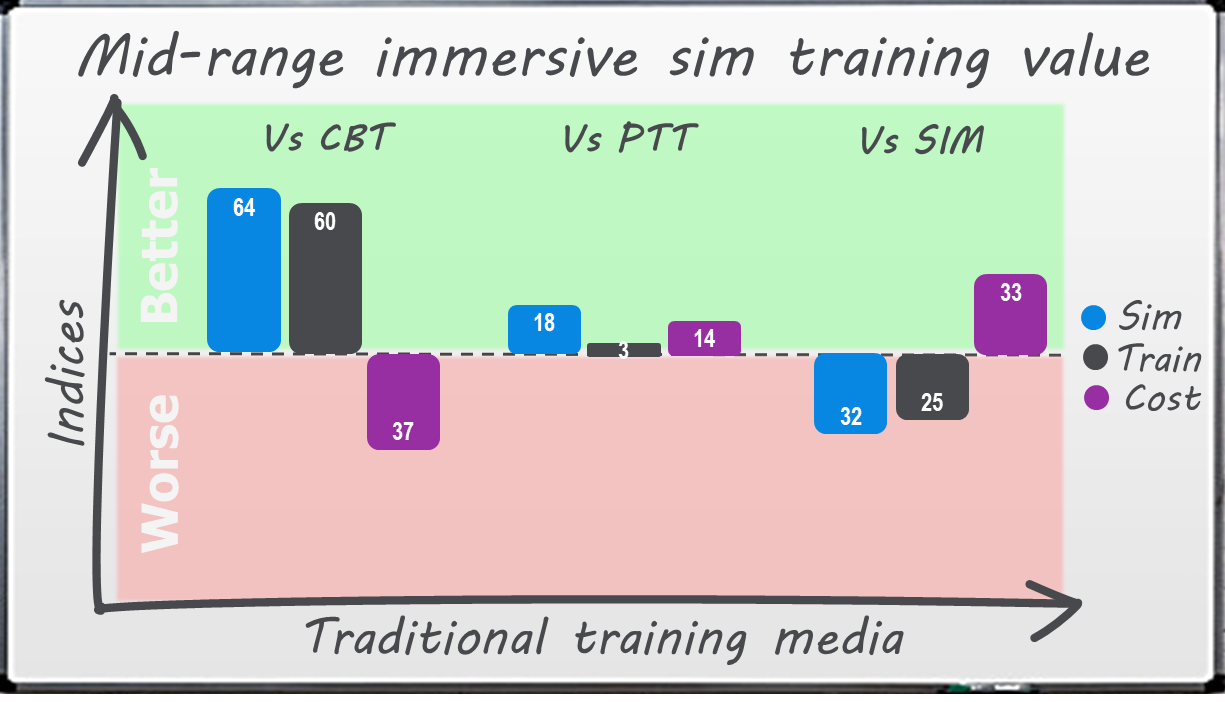 Mid-range immersive sim training value
Vs CBT
Vs PTT
Vs SIM
Better
Worse
Indices
64
60
37
18
3
14
32
25
33
Sim
Train
Cost
Traditional training media